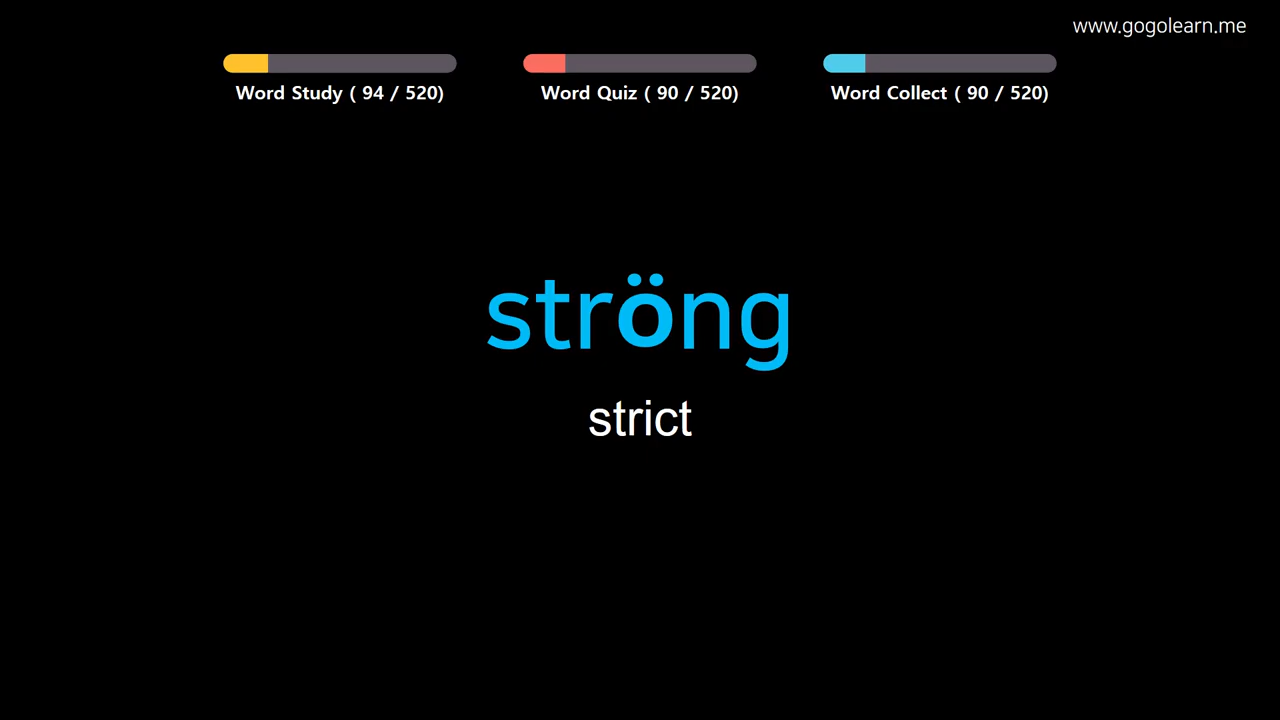 www.gogolearn.me
Word Study ( 94 / 520)
Word Quiz ( 90 / 520)
Word Collect ( 90 / 520)
ströng
strict